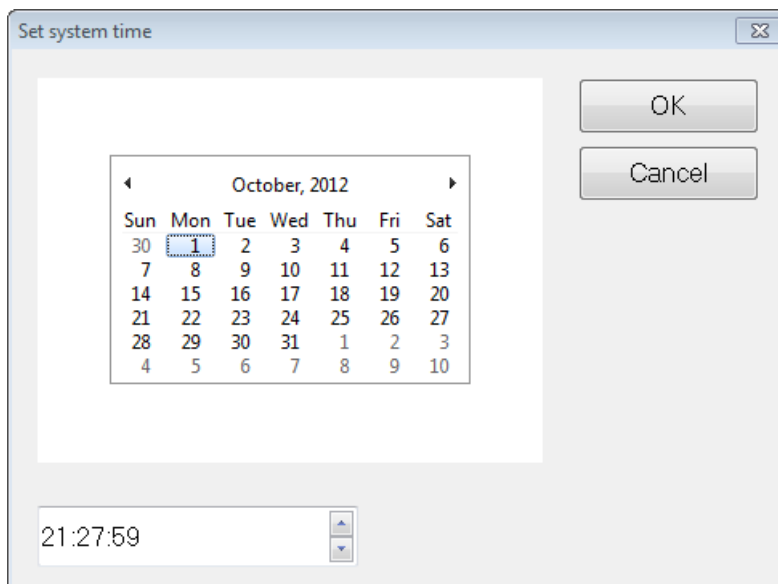 Set system time
OK
Cancel
October, 2012
Sun Mon Tue Wed Thu Fri Sat
30 1 2 3 4 5 6
7 8 9 10 11 12 13
14 15 16 17 18 19 20
21 22 23 24 25 26 27
28 29 30 31 1 2 3
4 5 6 7 8 9 10
21:27:59